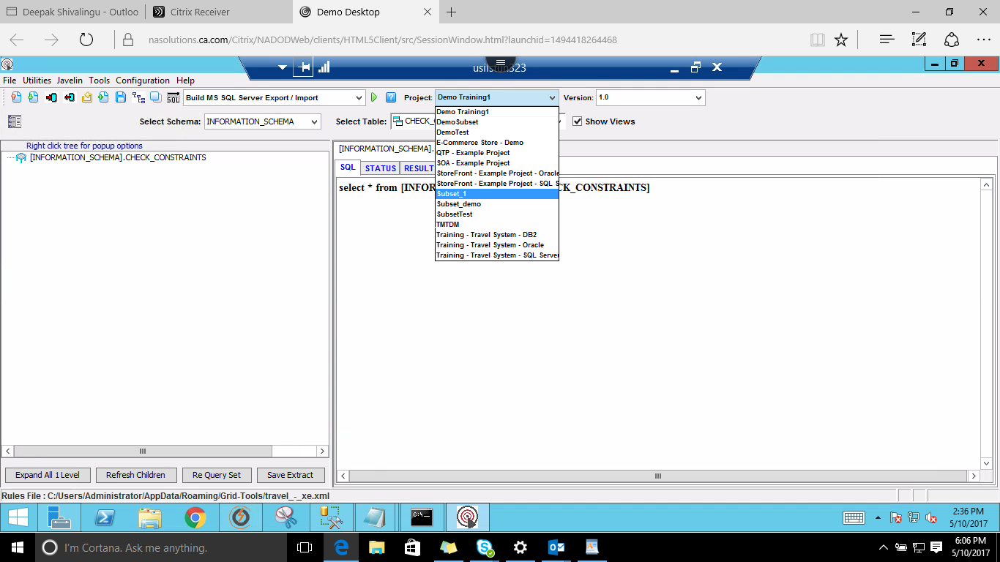 Deepak Shivalingu - Outloo
Citrix Receiver
Demo Desktop
nasolutions.ca.com/Citrix/NADODWeb/clients/HTML5Client/src/SessionWindow.html?launchid=1494418264468
File Utilities Javelin Tools Configuration Help
Build MS SQL Server Export / Import
Project: Demo Training1
Version: 1.0
Select Schema: INFORMATION_SCHEMA
Select Table: CHECK_
Show Views
Demo Training1
DemoSubset
DemoTest
E-Commerce Store - Demo
QTP - Example Project
SOA - Example Project
StoreFront - Example Project - Oracle
StoreFront - Example Project - SQL S
Subset_1
Subset_demo
SubsetTest
TMTDM
Training - Travel System - DB2
Training - Travel System - Oracle
Training - Travel System - SQL Server
Right click tree for popup options
[INFORMATION_SCHEMA].CHECK_CONSTRAINTS
[INFORMATION_SCHEMA].
SQL STATUS RESULT
select * from [INFOR CK_CONSTRAINTS]
Expand All 1 Level
Refresh Children
Re Query Set
Save Extract
Rules File : C:/Users/Administrator/AppData/Roaming/Grid-Tools/travel_-_xe.xml
2:36 PM
5/10/2017
I'm Cortana. Ask me anything.
6:06 PM
5/10/2017